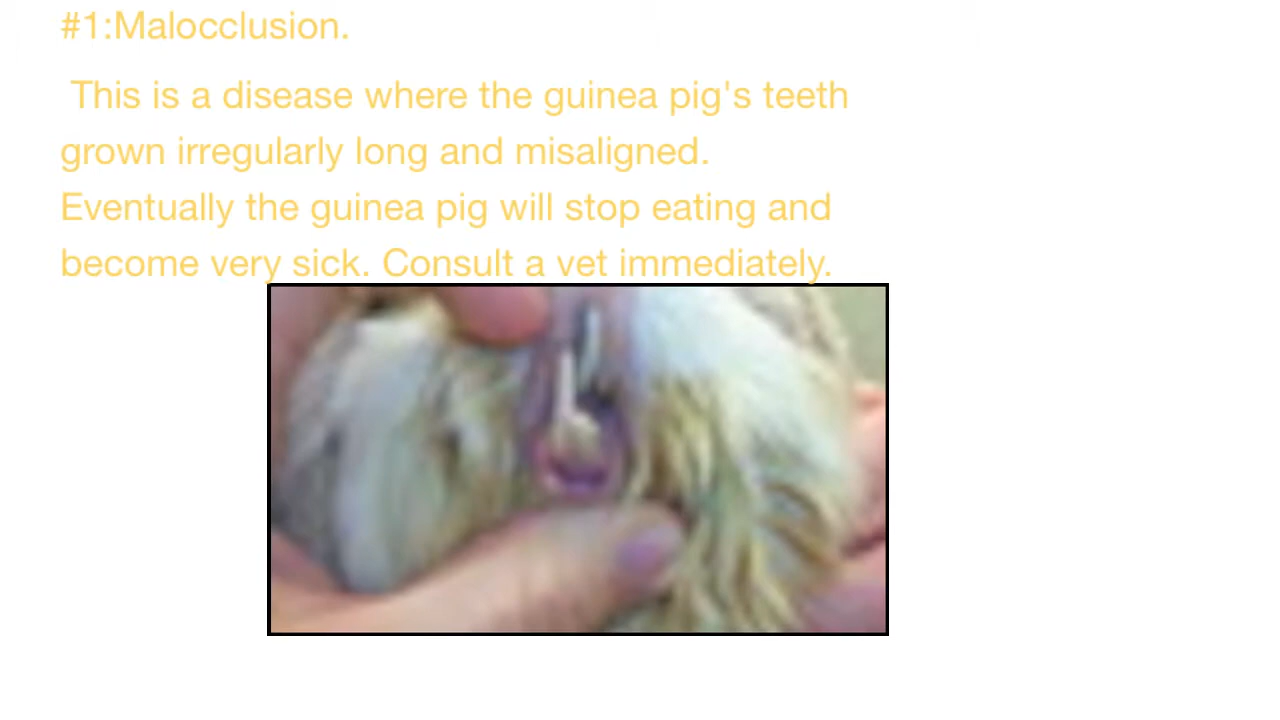 #1:Malocclusion.
This is a disease where the guinea pig's teeth
grown irregularly long and misaligned.
Eventually the guinea pig will stop eating and
become very sick. Consult a vet immediately.